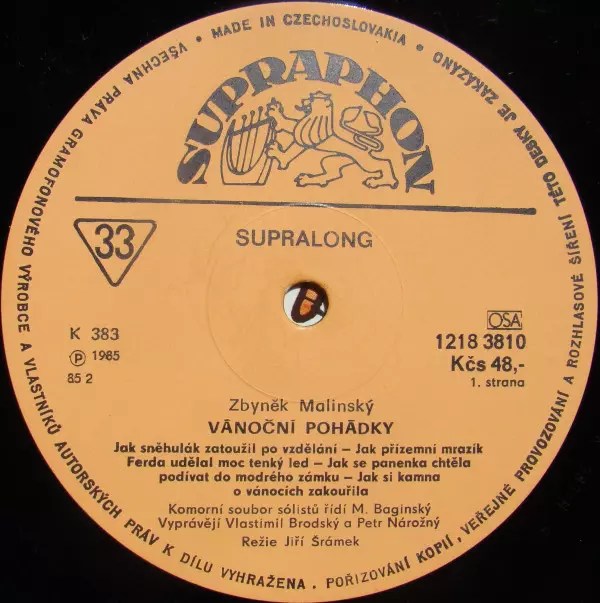 VŠECHNA PRÁVA GRAMOFONOVÉHO VÝROBCE A VLASTNÍKŮ AUTORSKÝCH PRÁV K DÍLU VYHRAŽENA. POŘIZOVÁNÍ KOPIÍ, VEŘEJNÉ PROVOZOVÁNÍ A ROZHLASOVÉ ŠÍŘENÍ TÉTO DESKY JE ZAKÁZÁNO • MADE IN CZECHOSLOVAKIA •
SUPRAPHON
33
SUPRALONG
K 383
℗ 1985
85 2
OSA
1218 3810
Kčs 48,-
1. strana
Zbyněk Malinský
VÁNOČNÍ POHÁDKY
Jak sněhulák zatoužil po vzdělání – Jak přízemní mrazík
Ferda udělal moc tenký led – Jak se panenka chtěla
podívat do modrého zámku – Jak si kamna
o vánocích zakouřila
Komorní soubor sólistů řídí M. Baginský
Vyprávějí Vlastimil Brodský a Petr Nárožný
Režie Jiří Šrámek